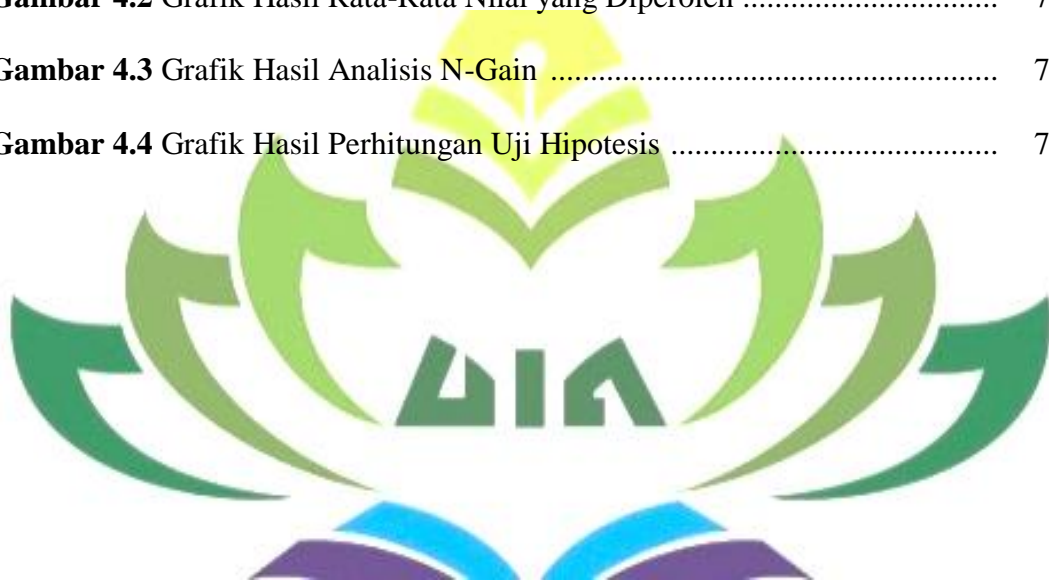 Gambar 4.2 Grafik Hasil Rata-Rata Nilai yang Diperoleh ............................... 7
Gambar 4.3 Grafik Hasil Analisis N-Gain ...................................................... 7
Gambar 4.4 Grafik Hasil Perhitungan Uji Hipotesis ....................................... 7
UIN